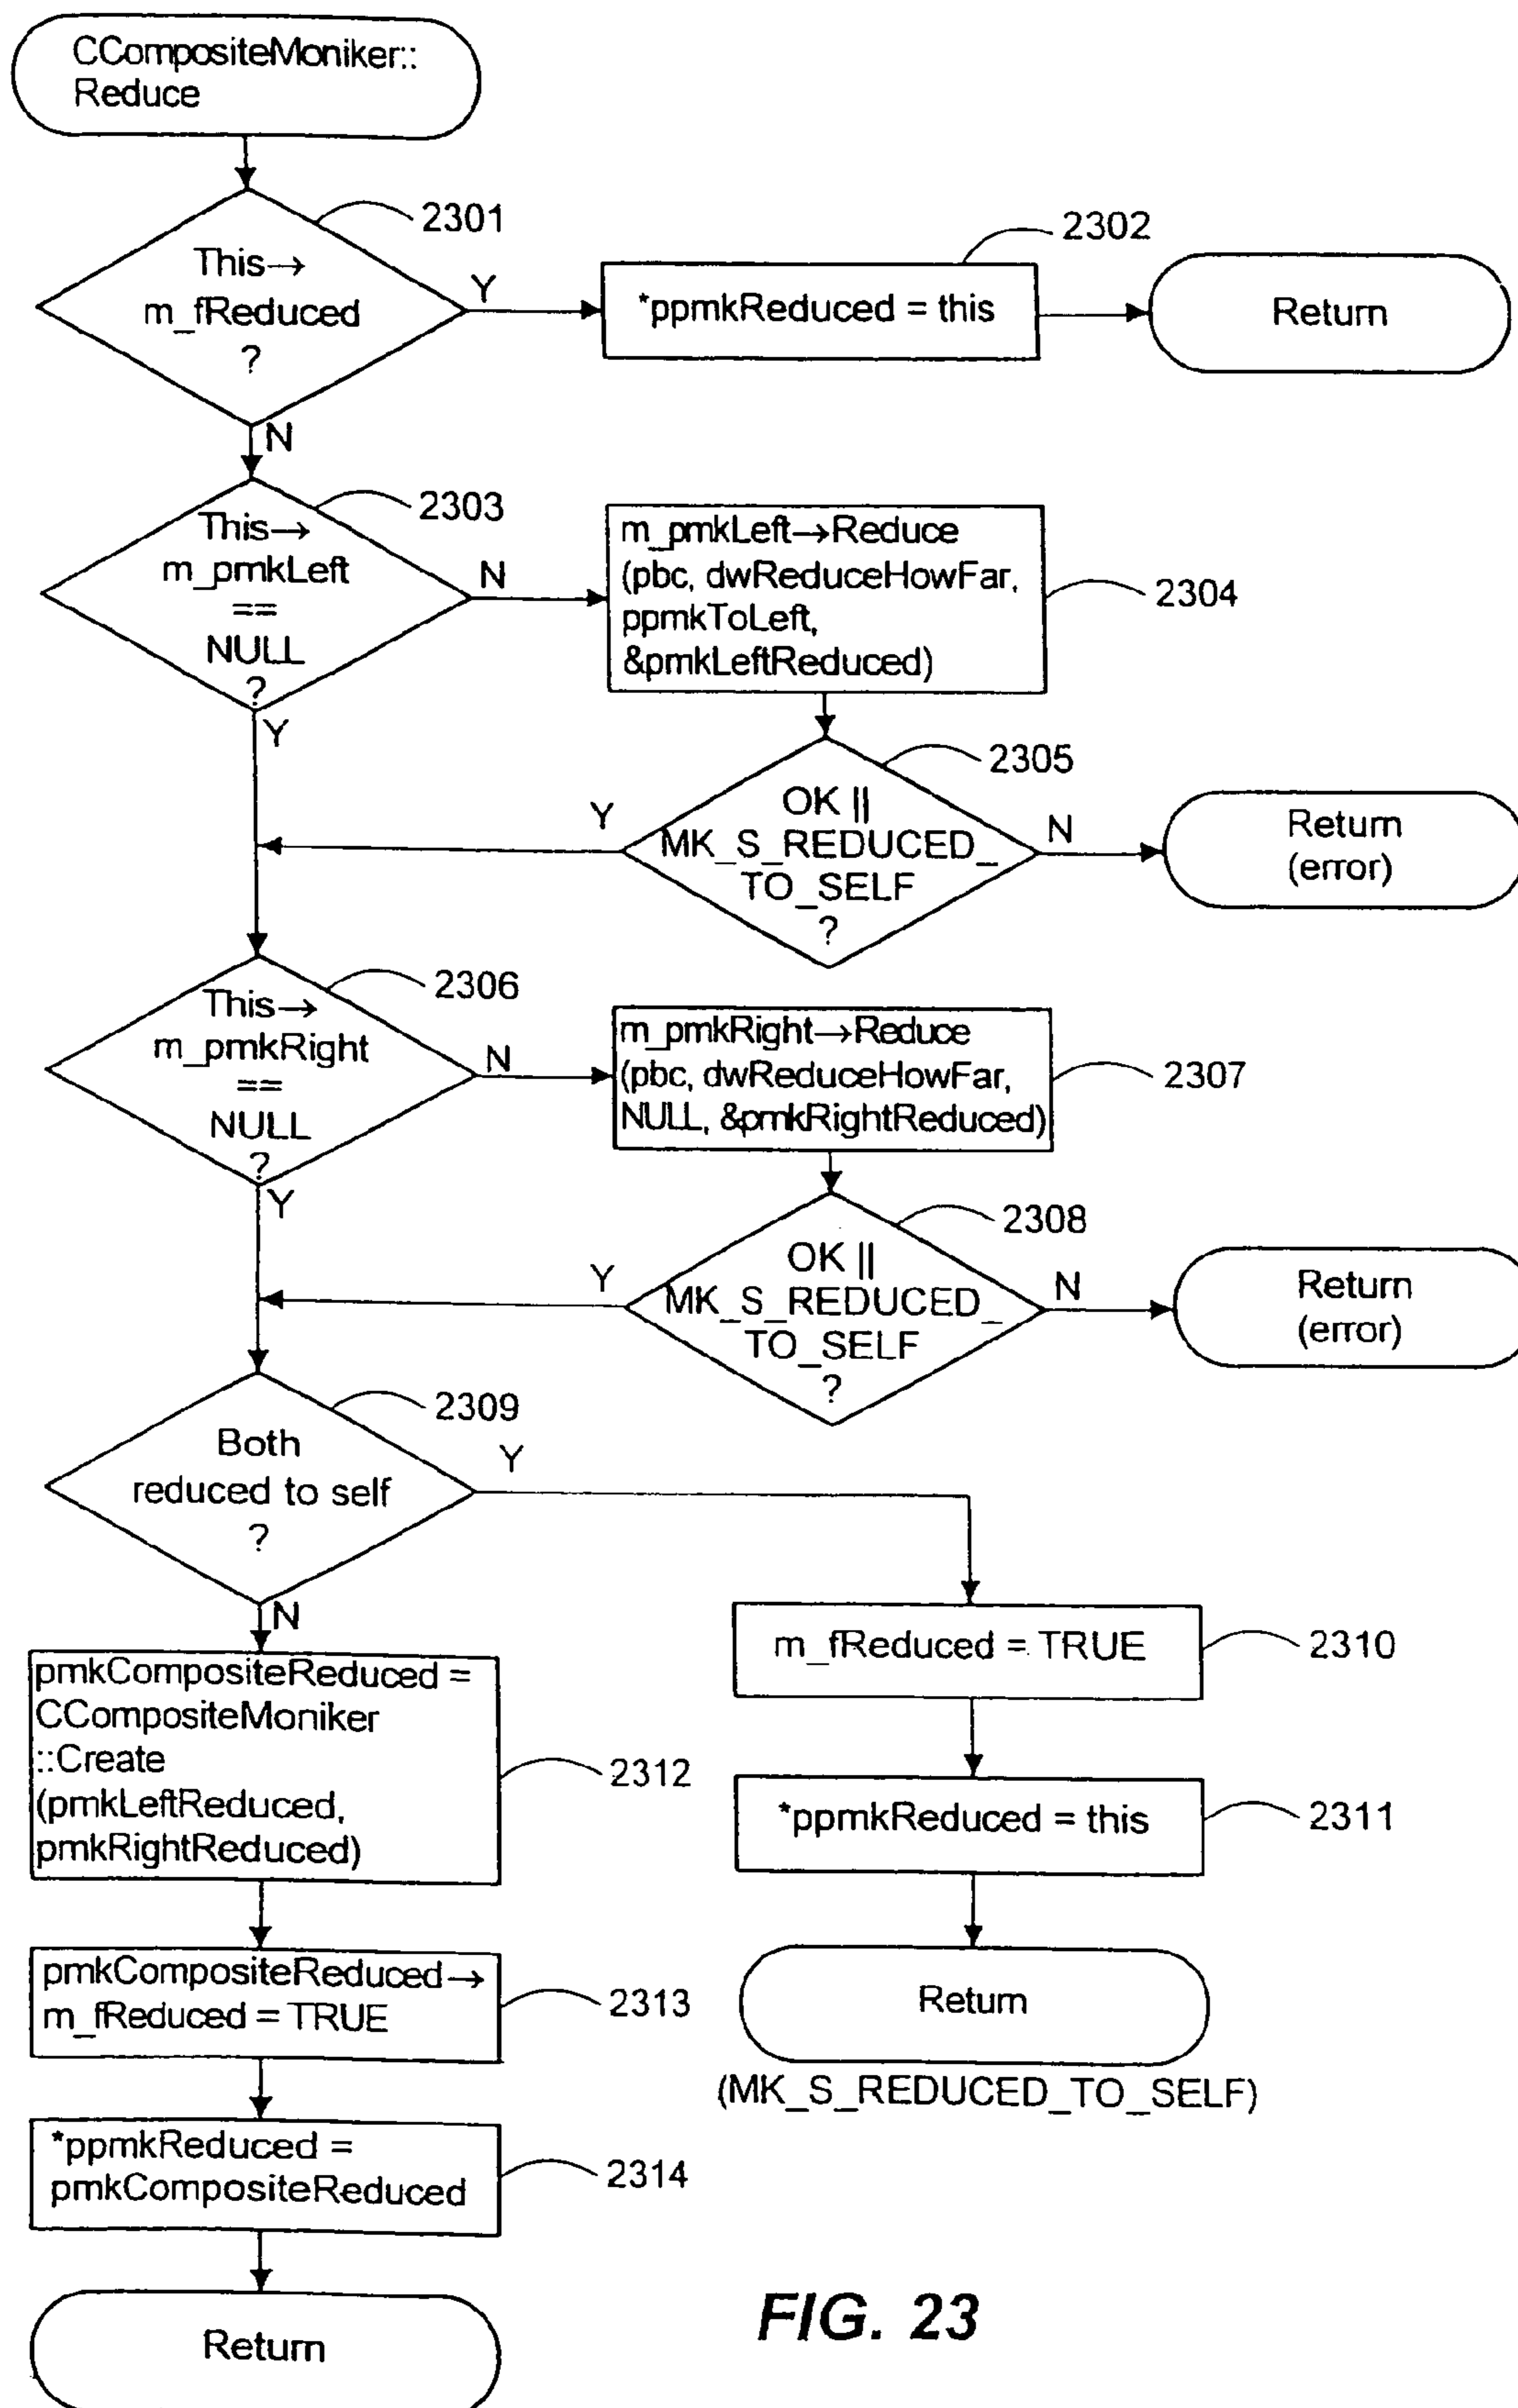 CCompositeMoniker::
Reduce
2301
This→
m_fReduced
?
Y
2302
*ppmkReduced = this
Return
N
2303
This→
m_pmkLeft
==
NULL
?
N
m_pmkLeft→Reduce
(pbc, dwReduceHowFar,
ppmkToLeft,
&pmkLeftReduced)
2304
Y
2305
OK ||
MK_S_REDUCED_
TO_SELF
?
Y
N
Return
(error)
2306
This→
m_pmkRight
==
NULL
?
N
m_pmkRight→Reduce
(pbc, dwReduceHowFar,
NULL, &pmkRightReduced)
2307
Y
2308
OK ||
MK_S_REDUCED_
TO_SELF
?
Y
N
Return
(error)
2309
Both
reduced to self
?
Y
N
m_fReduced = TRUE
2310
*ppmkReduced = this
2311
Return
(MK_S_REDUCED_TO_SELF)
pmkCompositeReduced =
CCompositeMoniker
::Create
(pmkLeftReduced,
pmkRightReduced)
2312
pmkCompositeReduced→
m_fReduced = TRUE
2313
*ppmkReduced =
pmkCompositeReduced
2314
Return
FIG. 23